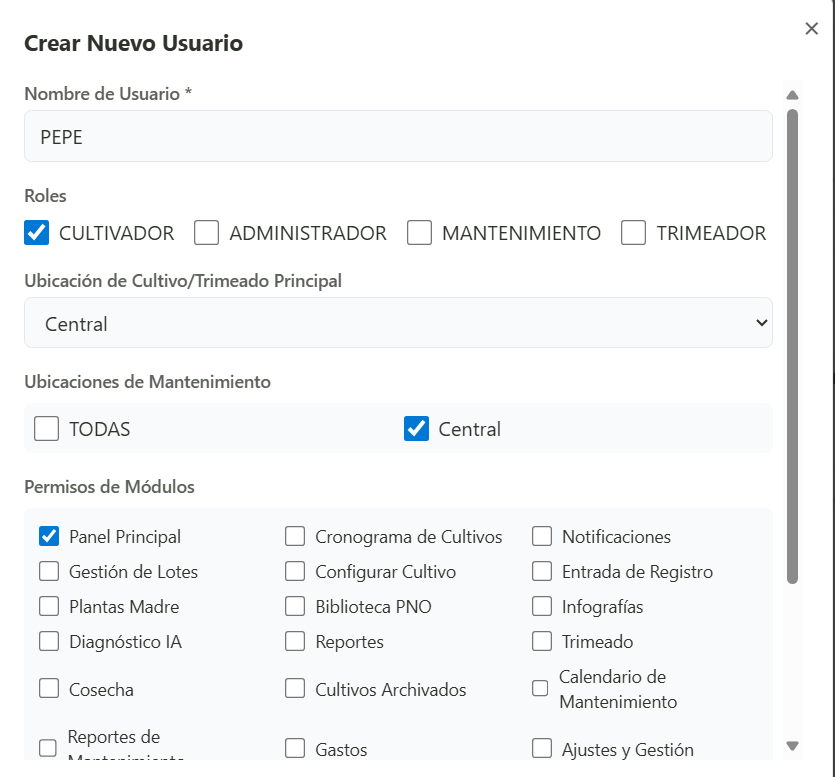 Crear Nuevo Usuario
Nombre de Usuario *
PEPE
Roles
CULTIVADOR ADMINISTRADOR MANTENIMIENTO TRIMEADOR
Ubicación de Cultivo/Trimeado Principal
Central
Ubicaciones de Mantenimiento
TODAS Central
Permisos de Módulos
Panel Principal Cronograma de Cultivos Notificaciones
Gestión de Lotes Configurar Cultivo Entrada de Registro
Plantas Madre Biblioteca PNO Infografías
Diagnóstico IA Reportes Trimeado
Cosecha Cultivos Archivados Calendario de
Mantenimiento
Reportes de
Mantenimiento Gastos Ajustes y Gestión